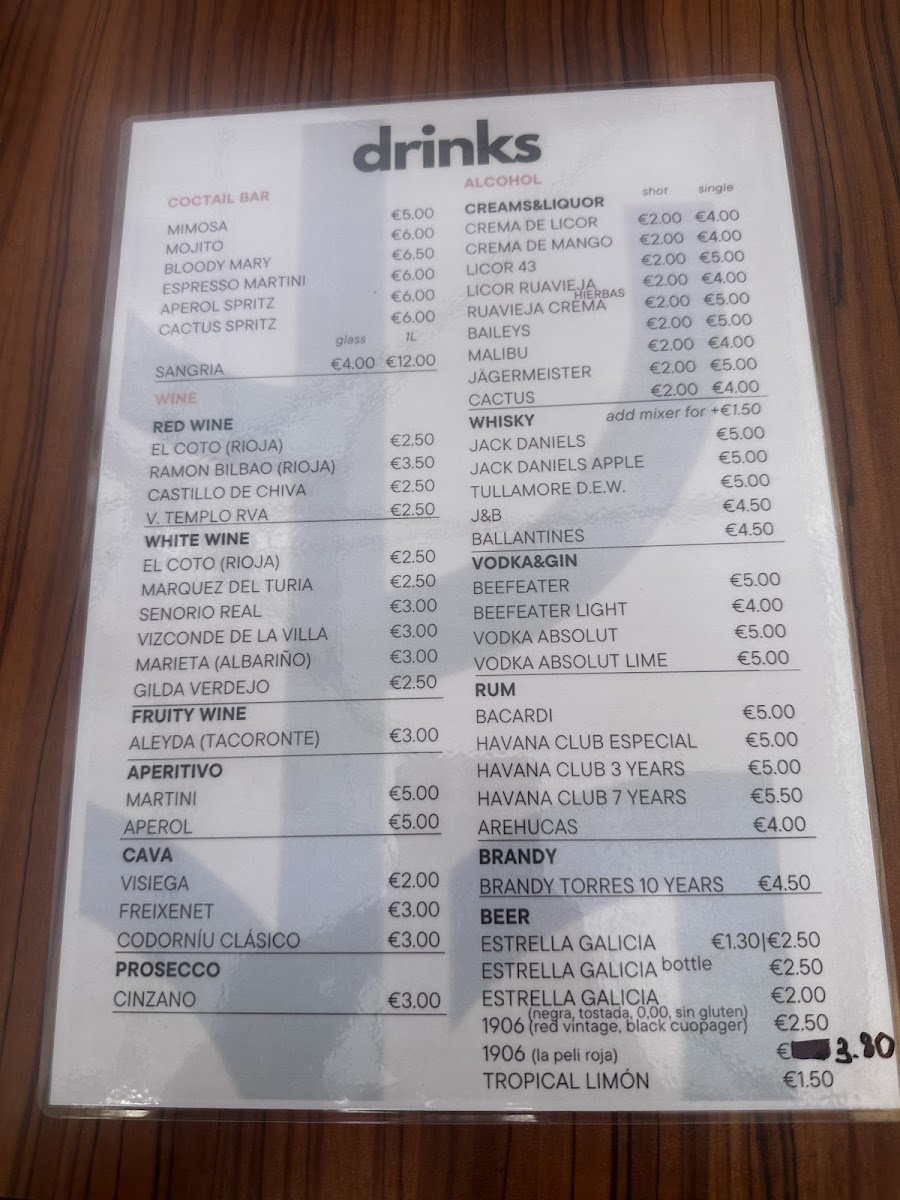 drinks
COCTAIL BAR
MIMOSA €5.00
MOJITO €6.00
BLOODY MARY €6.50
ESPRESSO MARTINI €6.00
APEROL SPRITZ €6.00
CACTUS SPRITZ €6.00
glass 1L
SANGRIA €4.00 €12.00
WINE
RED WINE
EL COTO (RIOJA) €2.50
RAMON BILBAO (RIOJA) €3.50
CASTILLO DE CHIVA €2.50
V. TEMPLO RVA €2.50
WHITE WINE
EL COTO (RIOJA) €2.50
MARQUEZ DEL TURIA €2.50
SENORIO REAL €3.00
VIZCONDE DE LA VILLA €3.00
MARIETA (ALBARIÑO) €3.00
GILDA VERDEJO €2.50
FRUITY WINE
ALEYDA (TACORONTE) €3.00
APERITIVO
MARTINI €5.00
APEROL €5.00
CAVA
VISIEGA €2.00
FREIXENET €3.00
CODORNÍU CLÁSICO €3.00
PROSECCO
CINZANO €3.00
ALCOHOL
shot single
CREAMS&LIQUOR
CREMA DE LICOR €2.00 €4.00
CREMA DE MANGO €2.00 €4.00
LICOR 43 €2.00 €5.00
LICOR RUAVIEJA HIERBAS €2.00 €4.00
RUAVIEJA CREMA €2.00 €5.00
BAILEYS €2.00 €5.00
MALIBU €2.00 €4.00
JÄGERMEISTER €2.00 €5.00
CACTUS €2.00 €4.00
add mixer for +€1.50
WHISKY
JACK DANIELS €5.00
JACK DANIELS APPLE €5.00
TULLAMORE D.E.W. €5.00
J&B €4.50
BALLANTINES €4.50
VODKA&GIN
BEEFEATER €5.00
BEEFEATER LIGHT €4.00
VODKA ABSOLUT €5.00
VODKA ABSOLUT LIME €5.00
RUM
BACARDI €5.00
HAVANA CLUB ESPECIAL €5.00
HAVANA CLUB 3 YEARS €5.00
HAVANA CLUB 7 YEARS €5.50
AREHUCAS €4.00
BRANDY
BRANDY TORRES 10 YEARS €4.50
BEER
ESTRELLA GALICIA €1.30|€2.50
ESTRELLA GALICIA bottle €2.50
ESTRELLA GALICIA €2.00
(negra, tostada, 0,00, sin gluten)
1906 (red vintage, black cuopager) €2.50
1906 (la peli roja) € 3.80
TROPICAL LIMÓN €1.50